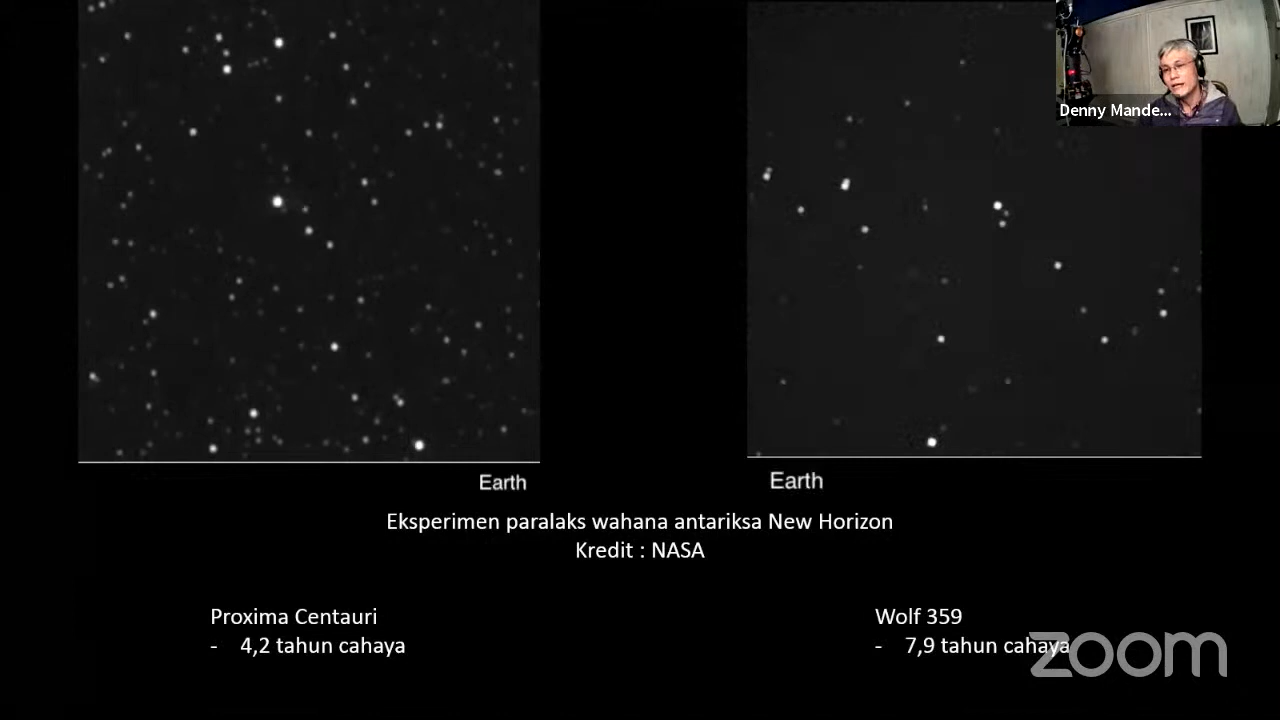 Denny Mande...
Earth
Earth
Eksperimen paralaks wahana antariksa New Horizon
Kredit : NASA
Proxima Centauri
- 4,2 tahun cahaya
Wolf 359
- 7,9 tahun cahaya
zoom